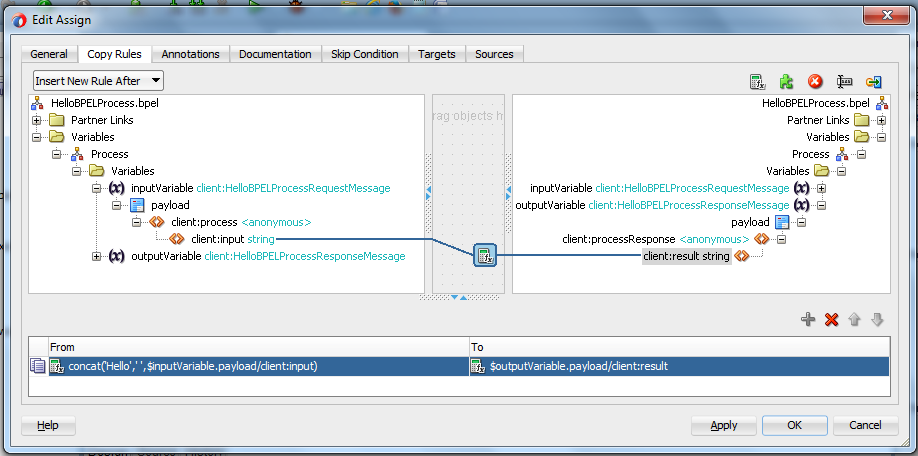 Edit Assign
General Copy Rules Annotations Documentation Skip Condition Targets Sources
Insert New Rule After
HelloBPELProcess.bpel
Partner Links
Variables
Process
Variables
inputVariable client:HelloBPELProcessRequestMessage
payload
client:process <anonymous>
client:input string
outputVariable client:HelloBPELProcessResponseMessage
rag objects h
HelloBPELProcess.bpel
Partner Links
Variables
Process
Variables
inputVariable client:HelloBPELProcessRequestMessage
outputVariable client:HelloBPELProcessResponseMessage
payload
client:processResponse <anonymous>
client:result string
From To
concat('Hello',' ',$inputVariable.payload/client:input) $outputVariable.payload/client:result
Help Apply OK Cancel